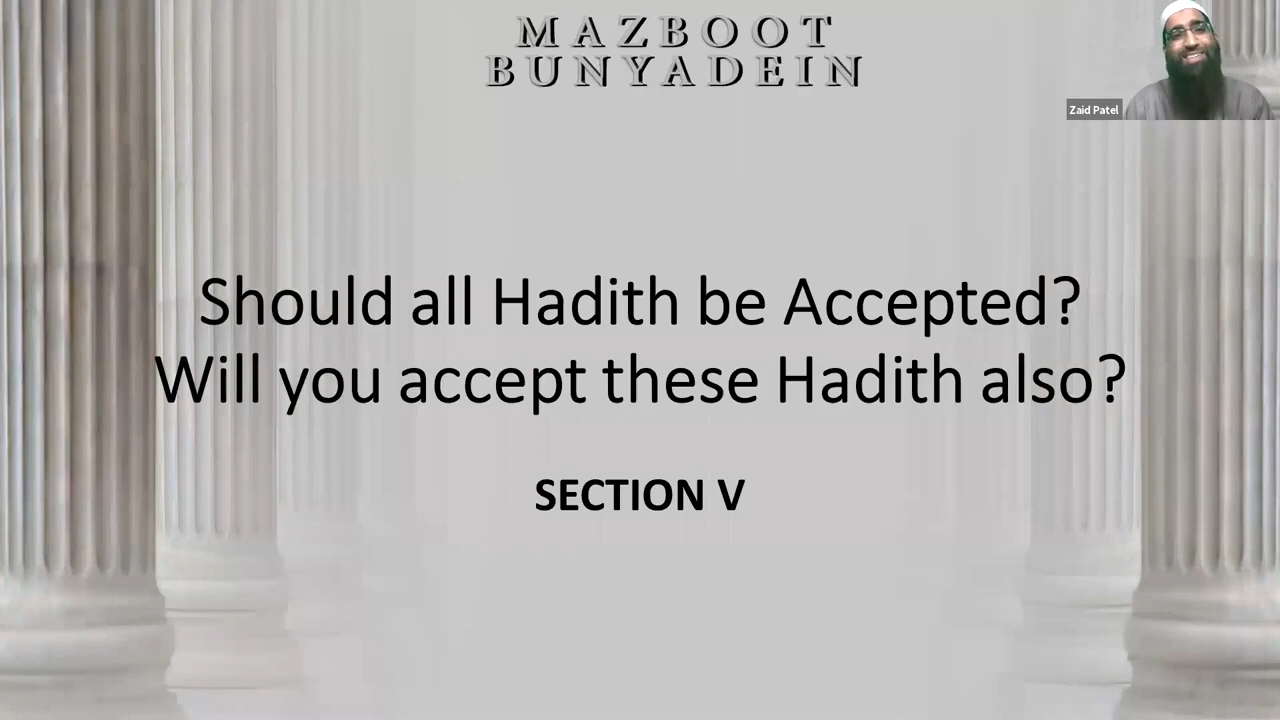 MAZBOOT
BUNYADEIN
Zaid Patel
Should all Hadith be Accepted?
Will you accept these Hadith also?
SECTION V